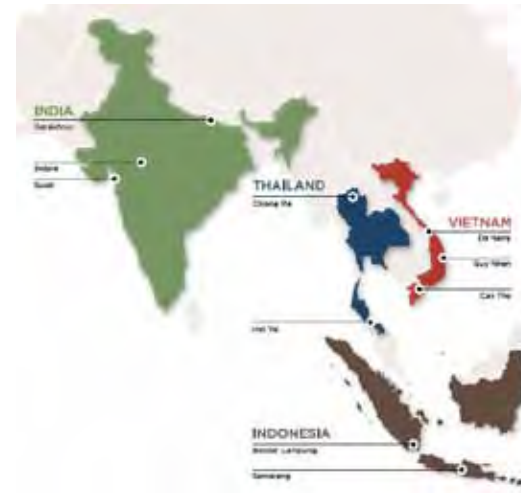 INDIA
Gorakhpur
Indore
Surat
THAILAND
Chiang Rai
Hat Yai
VIETNAM
Da Nang
Quy Nhon
Can Tho
INDONESIA
Bandar Lampung
Semarang